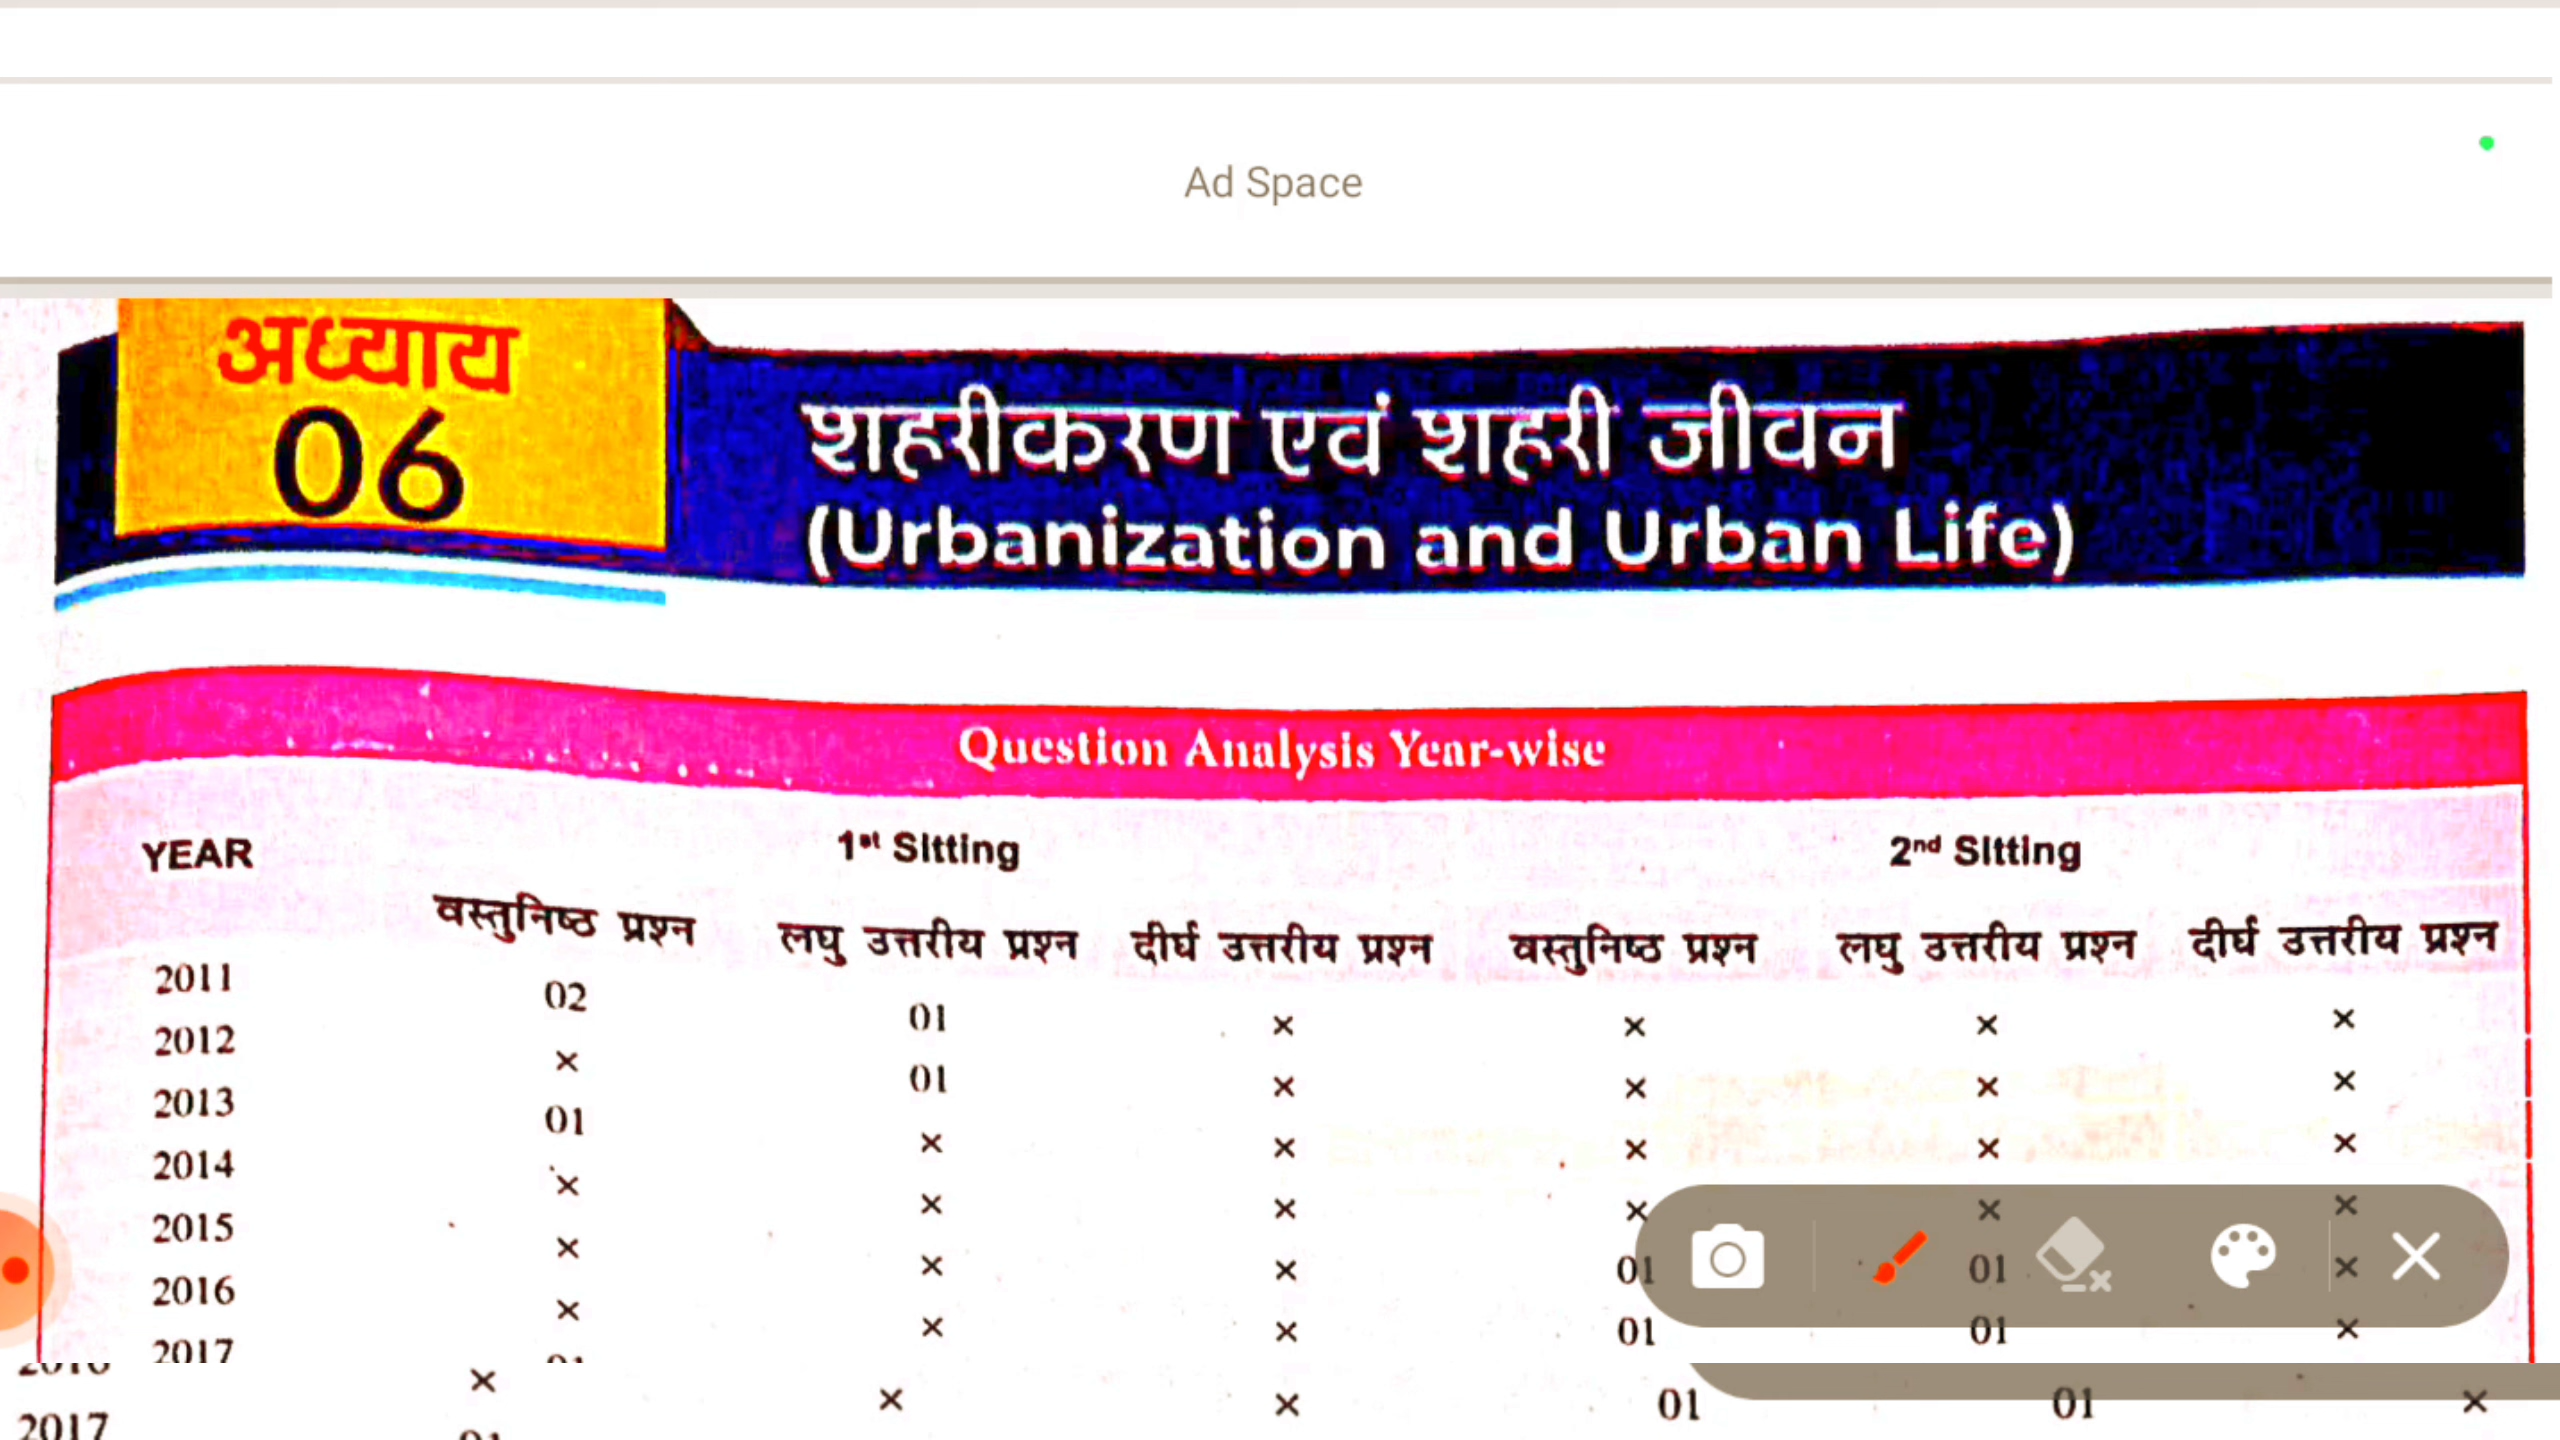 Ad Space
अध्याय
06
शहरीकरण एवं शहरी जीवन
(Urbanization and Urban Life)
Question Analysis Year-wise
YEAR 1st Sitting 2nd Sitting
वस्तुनिष्ठ प्रश्न लघु उत्तरीय प्रश्न दीर्घ उत्तरीय प्रश्न वस्तुनिष्ठ प्रश्न लघु उत्तरीय प्रश्न दीर्घ उत्तरीय प्रश्न
2011 02 01 × × × ×
2012 × 01 × × × ×
2013 01 × × × × ×
2014 × × × × × ×
2015 × × × 01 01 ×
2016 × × × 01 01 ×
2017
× × × 01 01 ×
2017